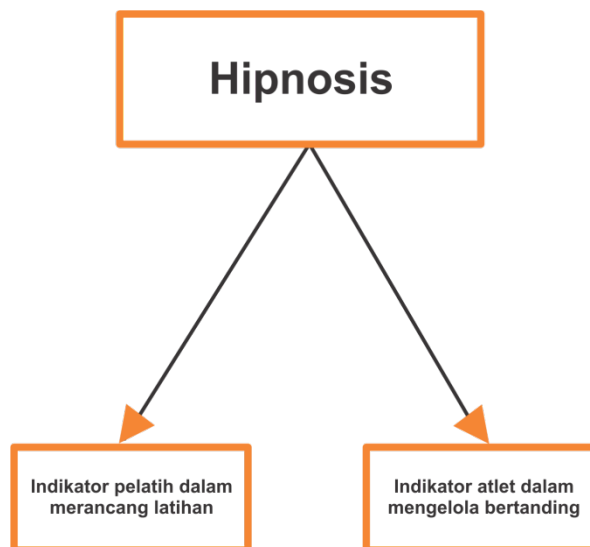 Hipnosis
Indikator pelatih dalam
merancang latihan
Indikator atlet dalam
mengelola bertanding